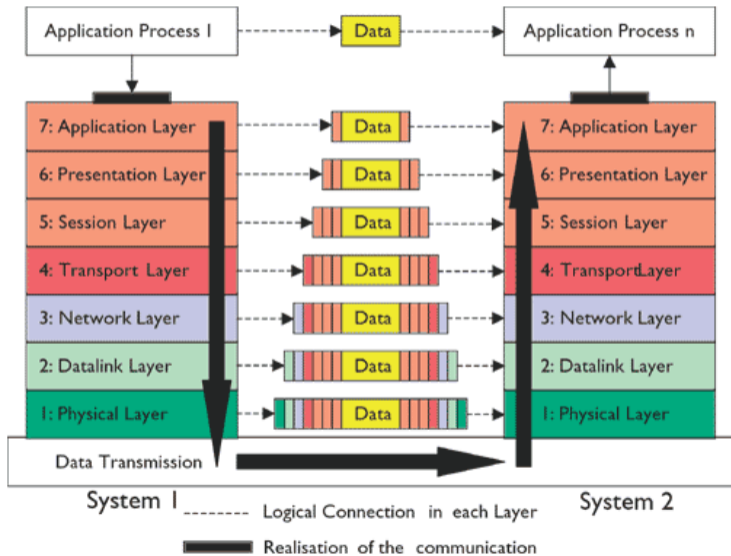 Application Process 1
Data
Application Process n
7: Application Layer
Data
7: Application Layer
6: Presentation Layer
Data
6: Presentation Layer
5: Session Layer
Data
5: Session Layer
4: Transport Layer
Data
4: TransportLayer
3: Network Layer
Data
3: Network Layer
2: Datalink Layer
Data
2: Datalink Layer
1: Physical Layer
Data
1: Physical Layer
Data Transmission
System 1
System 2
Logical Connection in each Layer
Realisation of the communication